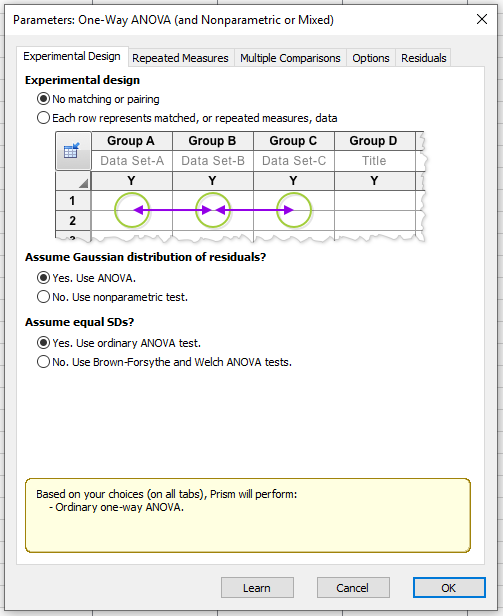 Parameters: One-Way ANOVA (and Nonparametric or Mixed)
Experimental Design Repeated Measures Multiple Comparisons Options Residuals
Experimental design
No matching or pairing
Each row represents matched, or repeated measures, data
Group A Group B Group C Group D
Data Set-A Data Set-B Data Set-C Title
Y Y Y Y
1
2
3
Assume Gaussian distribution of residuals?
Yes. Use ANOVA.
No. Use nonparametric test.
Assume equal SDs?
Yes. Use ordinary ANOVA test.
No. Use Brown-Forsythe and Welch ANOVA tests.
Based on your choices (on all tabs), Prism will perform:
- Ordinary one-way ANOVA.
Learn Cancel OK